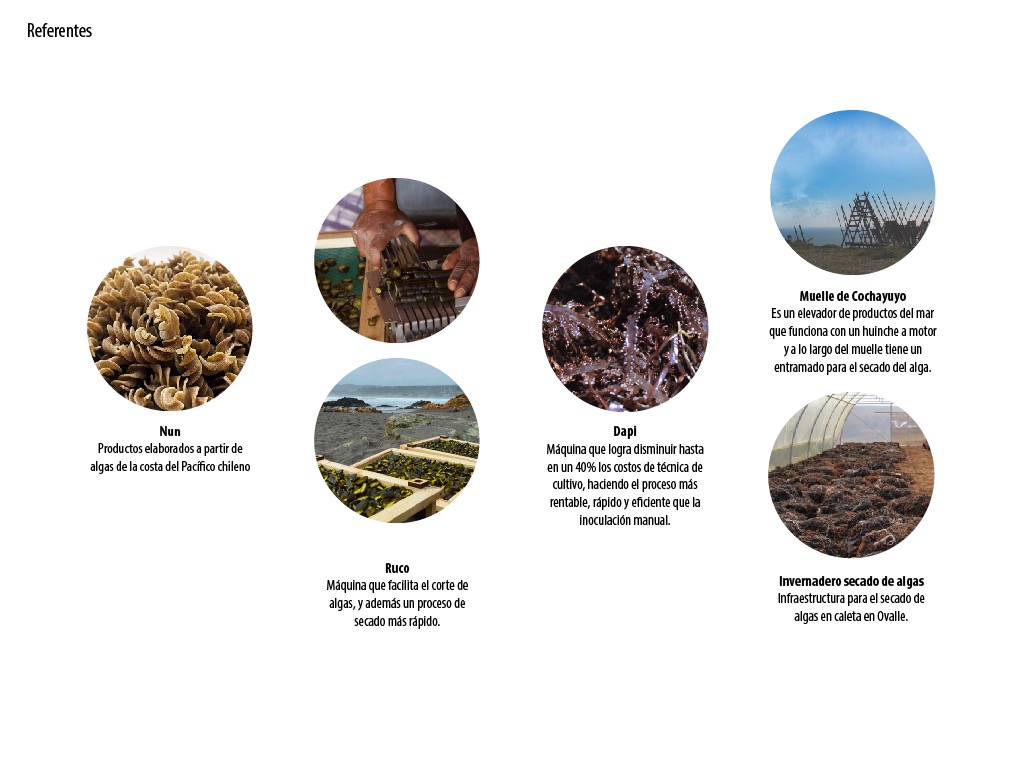 Referentes
Nun
Productos elaborados a partir de
algas de la costa del Pacífico chileno
Ruco
Máquina que facilita el corte de
algas, y además un proceso de
secado más rápido.
Dapi
Máquina que logra disminuir hasta
en un 40% los costos de técnica de
cultivo, haciendo el proceso más
rentable, rápido y eficiente que la
inoculación manual.
Muelle de Cochayuyo
Es un elevador de productos del mar
que funciona con un huinche a motor
y a lo largo del muelle tiene un
entramado para el secado del alga.
Invernadero secado de algas
Infraestructura para el secado de
algas en caleta en Ovalle.